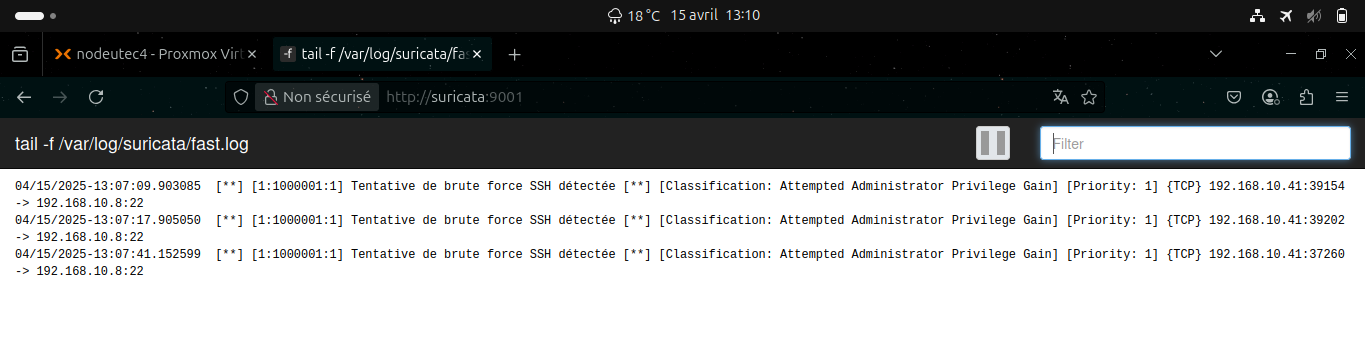 18 °C 15 avril 13:10
nodeutec4 - Proxmox Virt
tail -f /var/log/suricata/fas
Non sécurisé http://suricata:9001
tail -f /var/log/suricata/fast.log
Filter
04/15/2025-13:07:09.903085 [**] [1:1000001:1] Tentative de brute force SSH détectée [**] [Classification: Attempted Administrator Privilege Gain] [Priority: 1] {TCP} 192.168.10.41:39154
-> 192.168.10.8:22
04/15/2025-13:07:17.905050 [**] [1:1000001:1] Tentative de brute force SSH détectée [**] [Classification: Attempted Administrator Privilege Gain] [Priority: 1] {TCP} 192.168.10.41:39202
-> 192.168.10.8:22
04/15/2025-13:07:41.152599 [**] [1:1000001:1] Tentative de brute force SSH détectée [**] [Classification: Attempted Administrator Privilege Gain] [Priority: 1] {TCP} 192.168.10.41:37260
-> 192.168.10.8:22